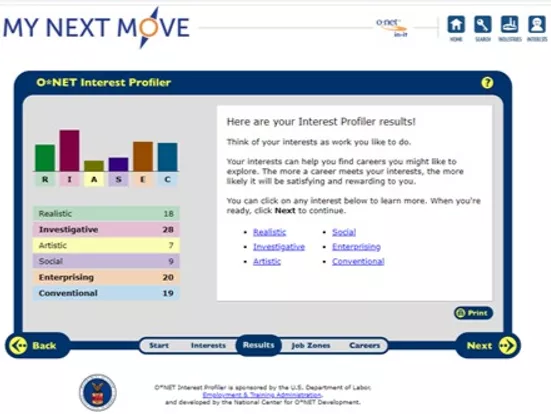 MY NEXT MOVE
o·net
in-it
HOME
SEARCH
INDUSTRIES
INTERESTS
O*NET Interest Profiler
?
R I A S E C
Realistic 18
Investigative 28
Artistic 7
Social 9
Enterprising 20
Conventional 19
Here are your Interest Profiler results!
Think of your interests as work you like to do.
Your interests can help you find careers you might like to
explore. The more a career meets your interests, the more
likely it will be satisfying and rewarding to you.
You can click on any interest below to learn more. When you're
ready, click Next to continue.
• Realistic
• Investigative
• Artistic
• Social
• Enterprising
• Conventional
Print
Back
Start
Interests
Results
Job Zones
Careers
Next
O*NET Interest Profiler is sponsored by the U.S. Department of Labor,
Employment & Training Administration,
and developed by the National Center for O*NET Development.